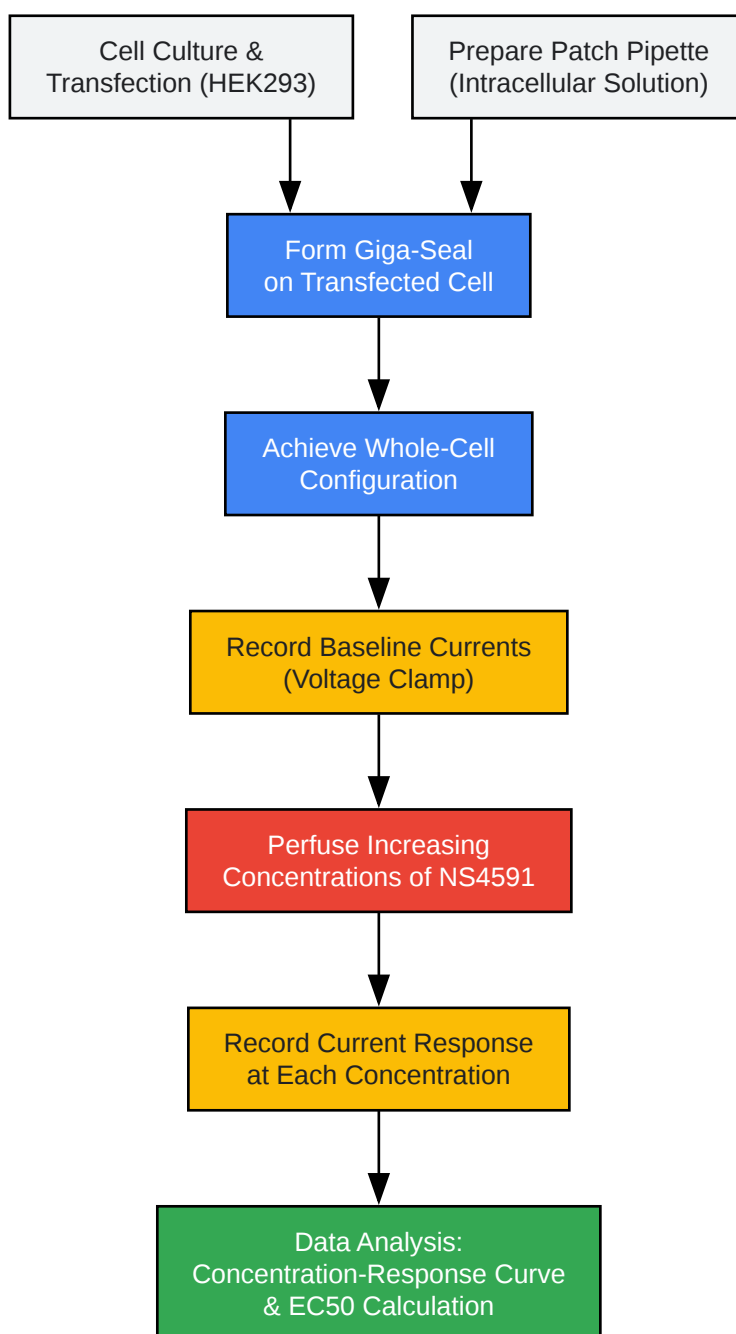 Cell Culture &
Transfection (HEK293)
Prepare Patch Pipette
(Intracellular Solution)
Form Giga-Seal
on Transfected Cell
Achieve Whole-Cell
Configuration
Record Baseline Currents
(Voltage Clamp)
Perfuse Increasing
Concentrations of NS4591
Record Current Response
at Each Concentration
Data Analysis:
Concentration-Response Curve
& EC50 Calculation